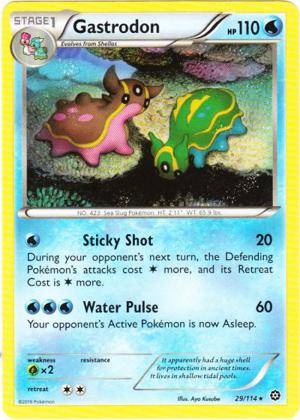 STAGE1
Gastrodon
HP110
Evolves from Shellos
NO. 423 Sea Slug Pokémon HT: 2'11" WT: 65.9 lbs.
Sticky Shot 20
During your opponent's next turn, the Defending
Pokémon's attacks cost more, and its Retreat
Cost is more.
Water Pulse 60
Your opponent's Active Pokémon is now Asleep.
weakness
resistance
×2
retreat
It apparently had a huge shell for
protection in ancient times.
It lives in shallow tidal pools.
Illus. Ayo Kusube
29/114
©2016 Pokémon